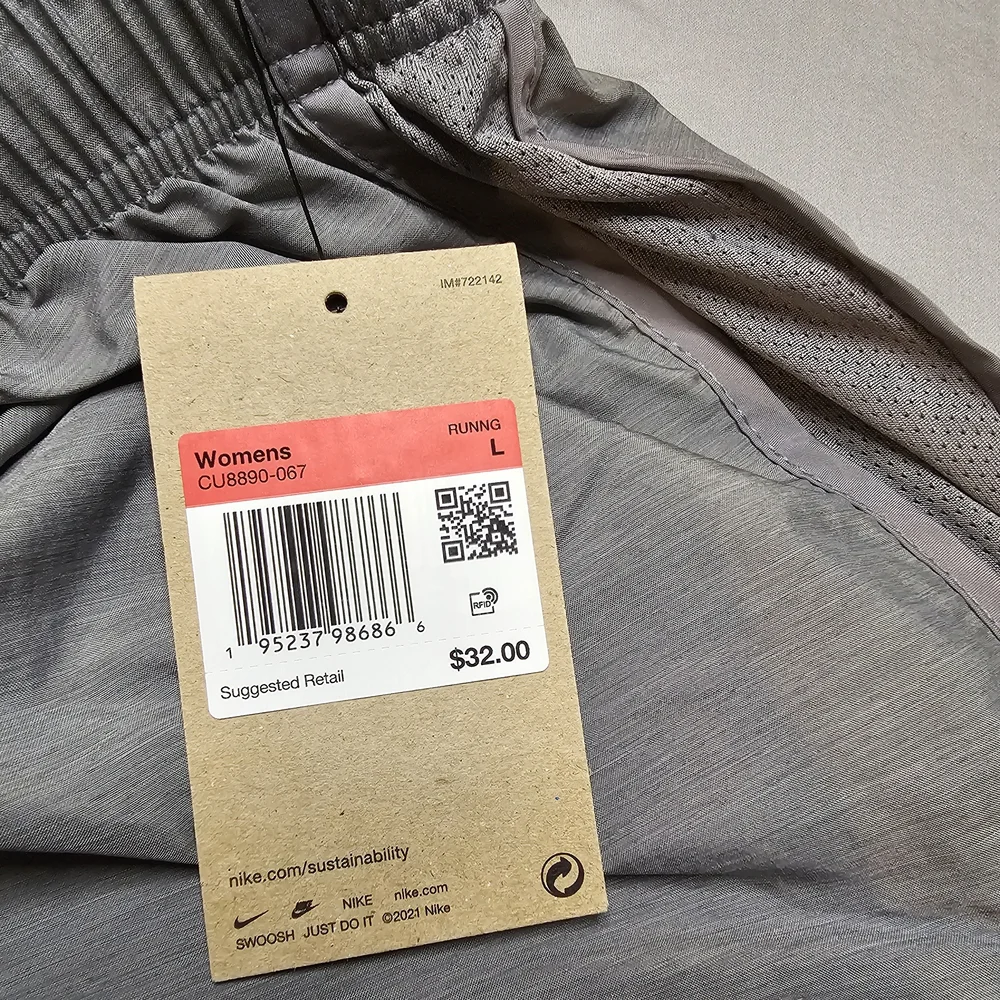 IM#722142
Womens
RUNNG
CU8890-067
L
1 95237 98686 6
RFID
Suggested Retail
$32.00
nike.com/sustainability
NIKE nike.com
SWOOSH JUST DO IT ©2021 Nike